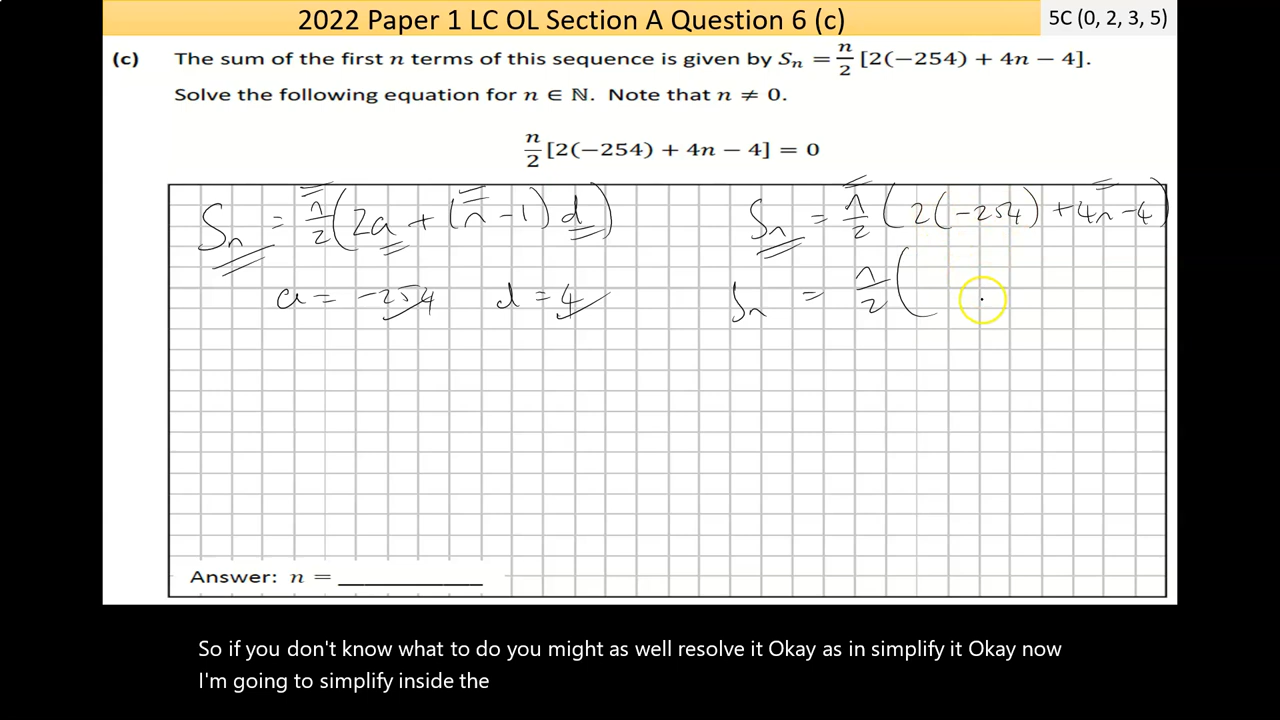 2022 Paper 1 LC OL Section A Question 6 (c)
5C (0, 2, 3, 5)
(c) The sum of the first n terms of this sequence is given by Sₙ = n/2 [2(−254) + 4n − 4].
Solve the following equation for n ∈ ℕ. Note that n ≠ 0.
n/2 [2(−254) + 4n − 4] = 0
Sₙ = n/2 (2a + (n − 1) d)
Sₙ = n/2 (2(−254) + 4n − 4)
a = −254 d = 4
Sₙ = n/2 (
Answer: n = ____________
So if you don't know what to do you might as well resolve it Okay as in simplify it Okay now
I'm going to simplify inside the